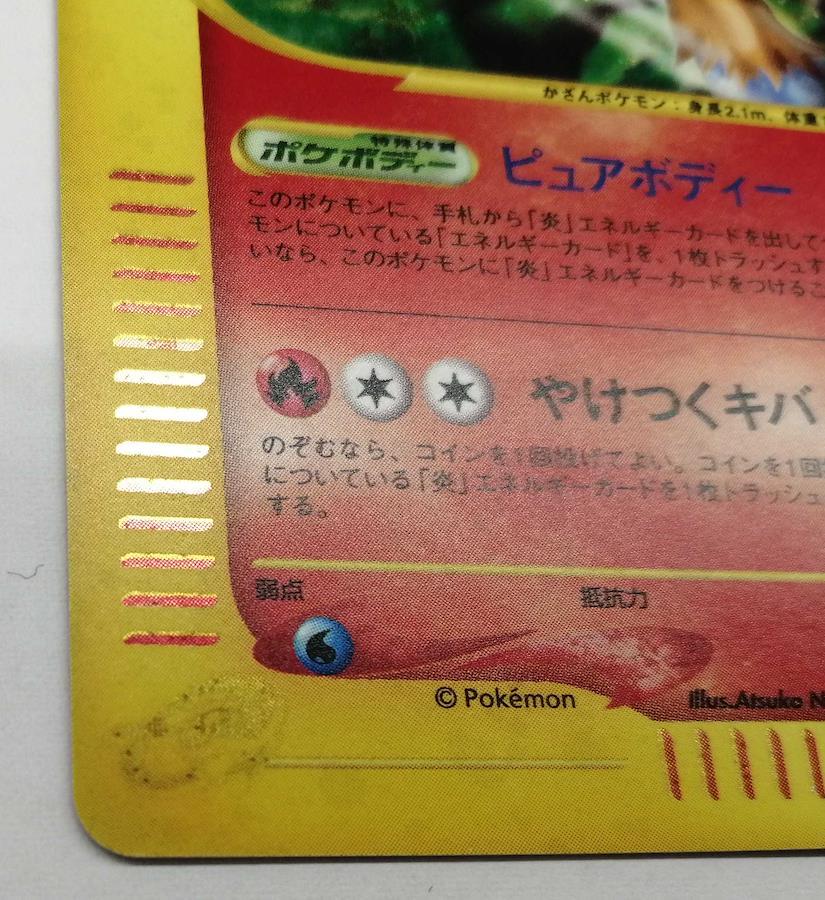 かざんポケモン：身長2.1m、体重
特殊体質
ポケボディー ピュアボディー
このポケモンに、手札から「炎」エネルギーカードを出して
モンについている「エネルギーカード」を、1枚トラッシュす
いなら、このポケモンに「炎」エネルギーカードをつけるこ
やけつくキバ
のぞむなら、コインを1回投げてよい。コインを1回
についている「炎」エネルギーカードを1枚トラッシュ
する。
弱点 抵抗力
© Pokémon Illus.Atsuko N